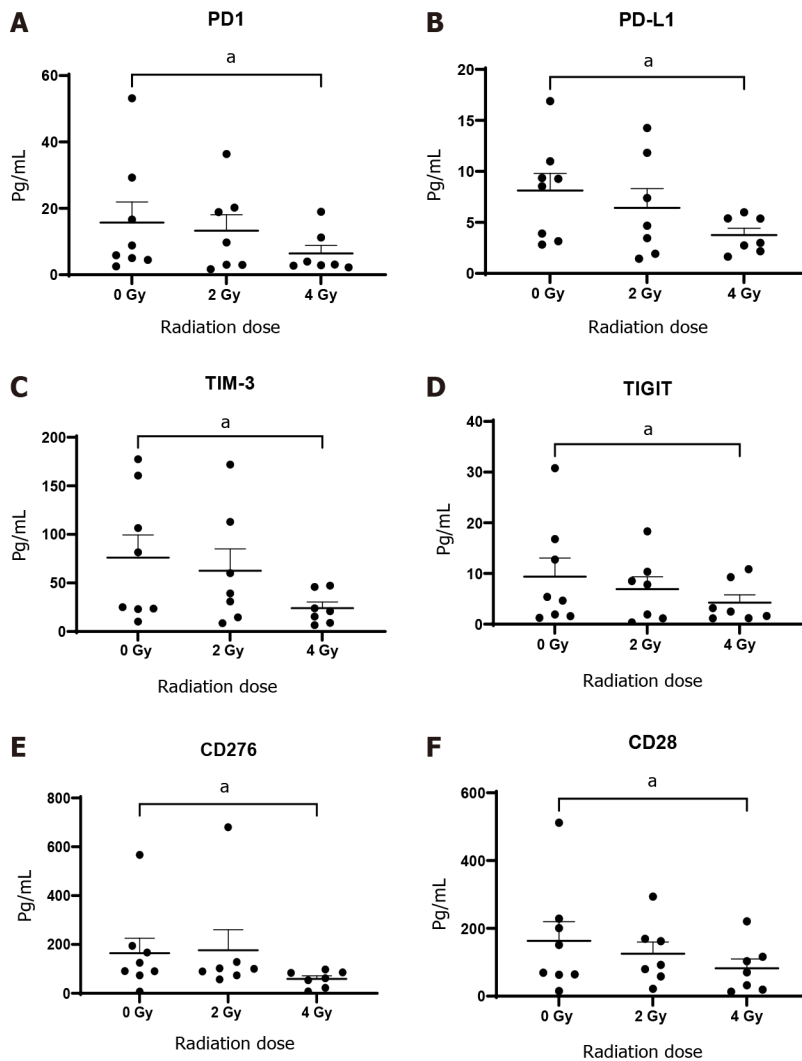 A
PD1
a
60
40
20
0
Pg/mL
0 Gy
2 Gy
4 Gy
Radiation dose
B
PD-L1
a
20
15
10
5
0
Pg/mL
0 Gy
2 Gy
4 Gy
Radiation dose
C
TIM-3
a
200
150
100
50
0
Pg/mL
0 Gy
2 Gy
4 Gy
Radiation dose
D
TIGIT
a
40
30
20
10
0
Pg/mL
0 Gy
2 Gy
4 Gy
Radiation dose
E
CD276
a
800
600
400
200
0
Pg/mL
0 Gy
2 Gy
4 Gy
Radiation dose
F
CD28
a
600
400
200
0
Pg/mL
0 Gy
2 Gy
4 Gy
Radiation dose